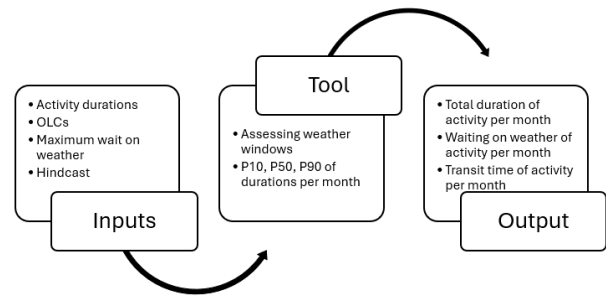 • Activity durations
• OLCs
• Maximum wait on
weather
• Hindcast
Inputs
Tool
• Assessing weather
windows
• P10, P50, P90 of
durations per month
• Total duration of
activity per month
• Waiting on weather of
activity per month
• Transit time of activity
per month
Output